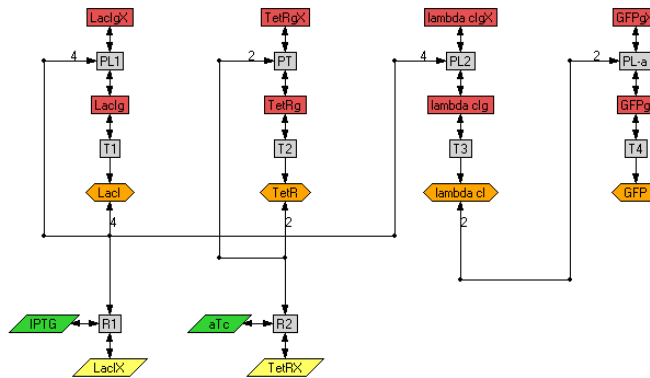 LacIgX
TetRgX
lambda cIgX
GFPgX
4
PL1
2
PT
4
PL2
2
PL-a
LacIg
TetRg
lambda cIg
GFPg
T1
T2
T3
T4
LacI
TetR
lambda cI
GFP
4
2
2
IPTG
R1
aTc
R2
LacIX
TetRX